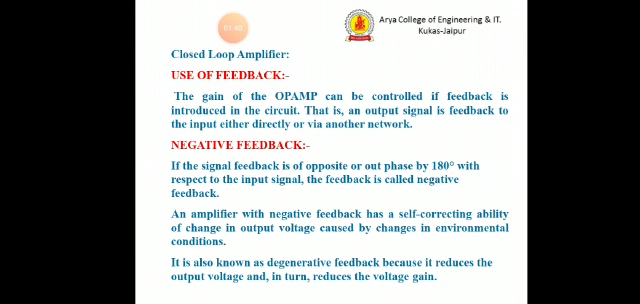 Arya College of Engineering & IT.
Kukas-Jaipur
Closed Loop Amplifier:
USE OF FEEDBACK:-
The gain of the OPAMP can be controlled if feedback is
introduced in the circuit. That is, an output signal is feedback to
the input either directly or via another network.
NEGATIVE FEEDBACK:-
If the signal feedback is of opposite or out phase by 180° with
respect to the input signal, the feedback is called negative
feedback.
An amplifier with negative feedback has a self-correcting ability
of change in output voltage caused by changes in environmental
conditions.
It is also known as degenerative feedback because it reduces the
output voltage and, in turn, reduces the voltage gain.